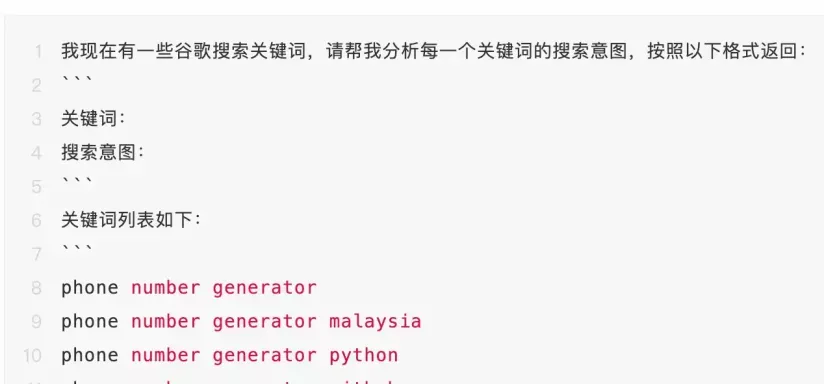 1 我现在有一些谷歌搜索关键词，请帮我分析每一个关键词的搜索意图，按照以下格式返回：
2 ```
3 关键词：
4 搜索意图：
5 ```
6 关键词列表如下：
7 ```
8 phone number generator
9 phone number generator malaysia
10 phone number generator python